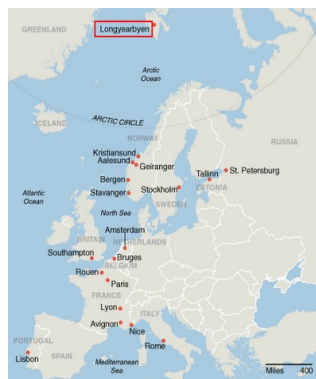 GREENLAND
Longyearbyen
Arctic
Ocean
ARCTIC CIRCLE
ICELAND
NORWAY
RUSSIA
Kristiansund
Aalesund
Geiranger
Bergen
Tallinn
St. Petersburg
Stavanger
Stockholm
ESTONIA
Atlantic
Ocean
SWEDEN
North Sea
Amsterdam
BRITAIN
NETHERLANDS
Southampton
Bruges
BELGAIM
Rouen
Paris
FRANCE
Lyon
Avignon
ITALY
Nice
PORTUGAL
Rome
Lisbon
SPAIN
Mediterranean
Sea
Miles 400